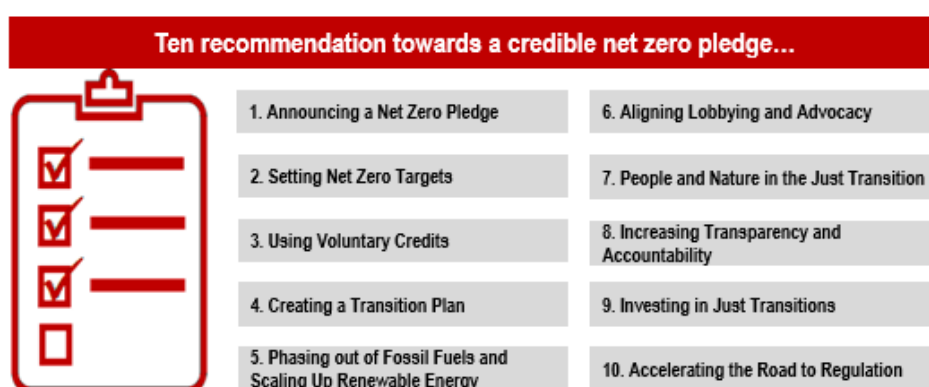 Ten recommendation towards a credible net zero pledge...
1. Announcing a Net Zero Pledge
2. Setting Net Zero Targets
3. Using Voluntary Credits
4. Creating a Transition Plan
5. Phasing out of Fossil Fuels and
Scaling Up Renewable Energy
6. Aligning Lobbying and Advocacy
7. People and Nature in the Just Transition
8. Increasing Transparency and
Accountability
9. Investing in Just Transitions
10. Accelerating the Road to Regulation